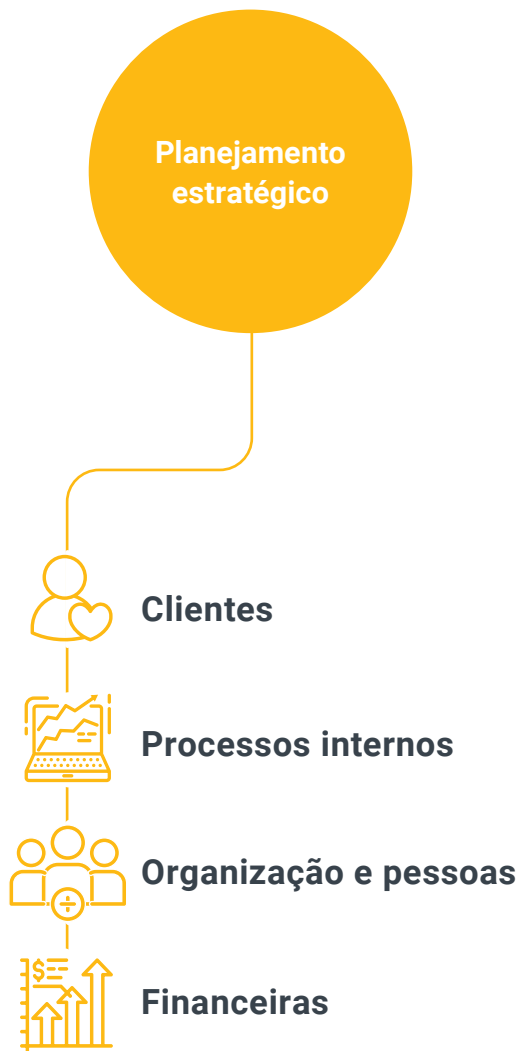 Planejamento
estratégico
Clientes
Processos internos
Organização e pessoas
$
Financeiras